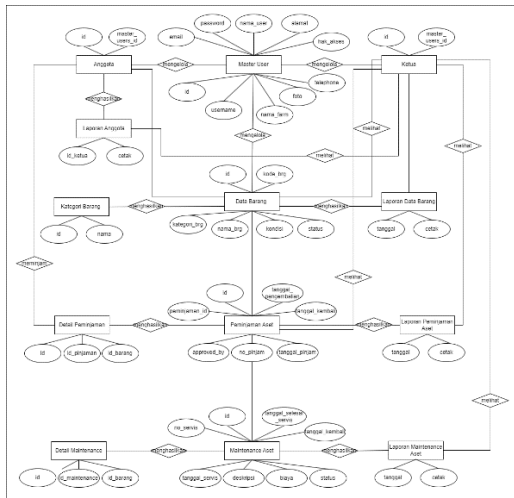 password
nama_user
alamat
email
hak_akses
id
master_users_id
id
master_users_id
Anggota
mengelola
Master User
mengelola
Ketua
telephone
id
foto
username
nama_farm
menghasilkan
Laporan Anggota
mengelola
melihat
id_ketua
cetak
melihat
id
kode_brg
Kategori Barang
menghasilkan
Data Barang
menghasilkan
Laporan Data Barang
id
nama
kategori_brg
nama_brg
kondisi
status
tanggal
cetak
meminjam
melihat
id
tanggal_pengembalian
peminjaman_id
tanggal_kembali
Detail Peminjaman
menghasilkan
Peminjaman Aset
menghasilkan
Laporan Peminjaman Aset
id
id_pinjaman
id_barang
approved_by
no_pinjam
tanggal_pinjam
tanggal
cetak
melihat
id
tanggal_selesai_servis
no_servis
tanggal_kembali
Detail Maintenance
menghasilkan
Maintenance Aset
menghasilkan
Laporan Maintenance Aset
id
id_maintenance
id_barang
tanggal_servis
deskripsi
biaya
status
tanggal
cetak